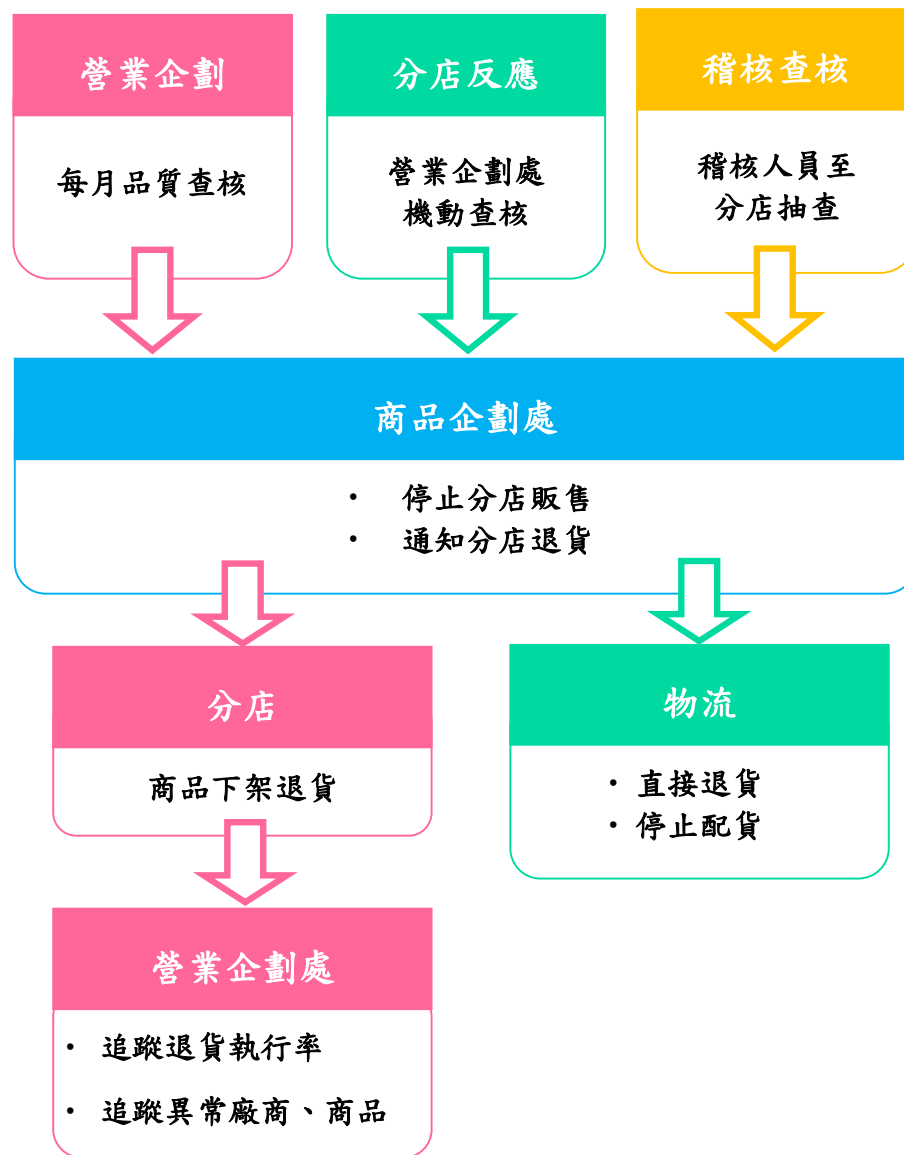 營業企劃
每月品質查核
分店反應
營業企劃處
機動查核
稽核查核
稽核人員至
分店抽查
商品企劃處
• 停止分店販售
• 通知分店退貨
分店
商品下架退貨
物流
• 直接退貨
• 停止配貨
營業企劃處
• 追蹤退貨執行率
• 追蹤異常廠商、商品